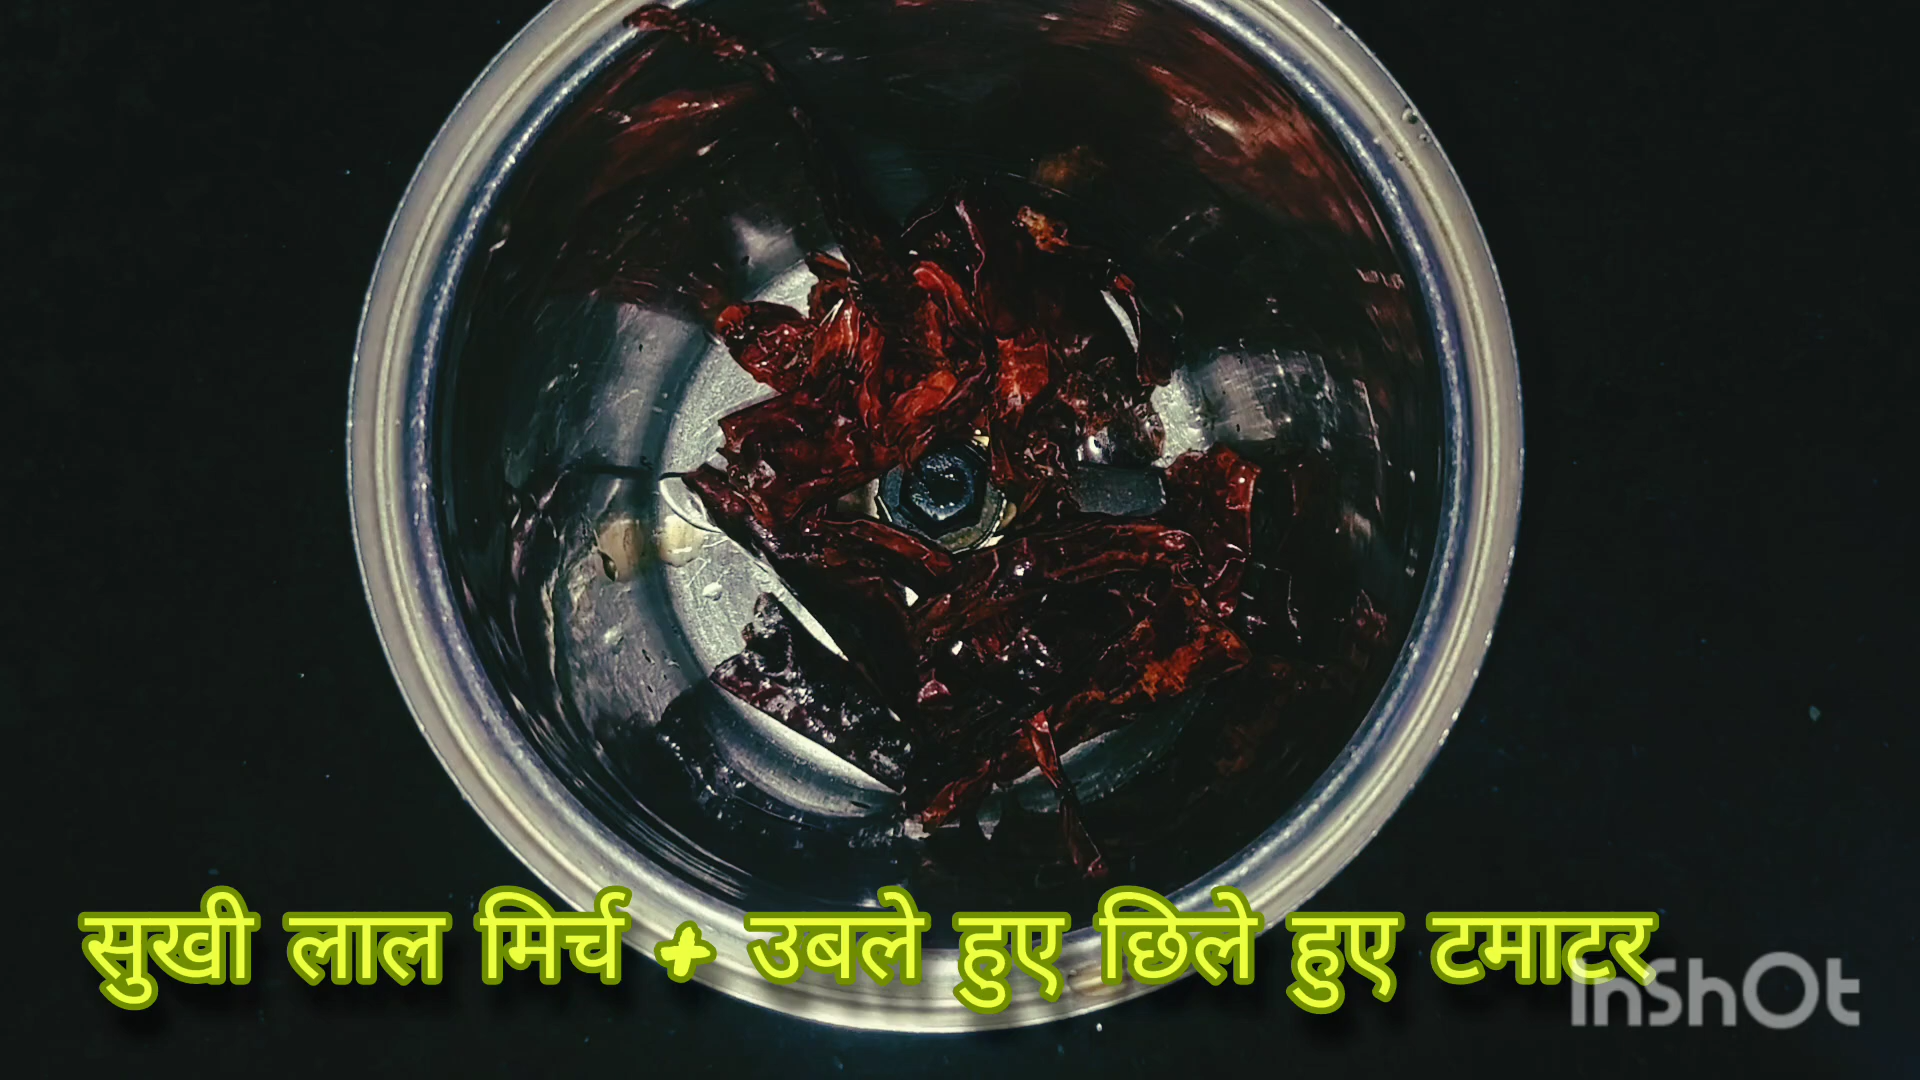 सुखी लाल मिर्च + उबले हुए छिले हुए टमाटर
InShOt